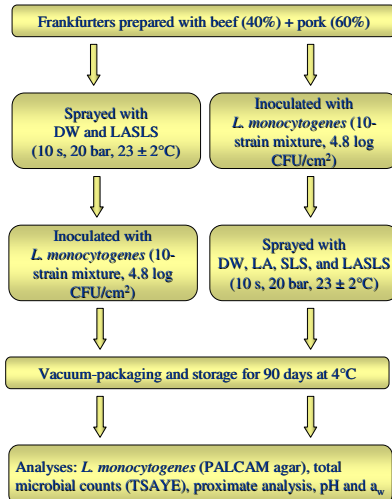 Frankfurters prepared with beef (40%) + pork (60%)
Sprayed with
DW and LASLS
(10 s, 20 bar, 23 ± 2°C)
Inoculated with
L. monocytogenes (10-
strain mixture, 4.8 log
CFU/cm²)
Inoculated with
L. monocytogenes (10-
strain mixture, 4.8 log
CFU/cm²)
Sprayed with
DW, LA, SLS, and LASLS
(10 s, 20 bar, 23 ± 2°C)
Vacuum-packaging and storage for 90 days at 4°C
Analyses: L. monocytogenes (PALCAM agar), total
microbial counts (TSAYE), proximate analysis, pH and a_w